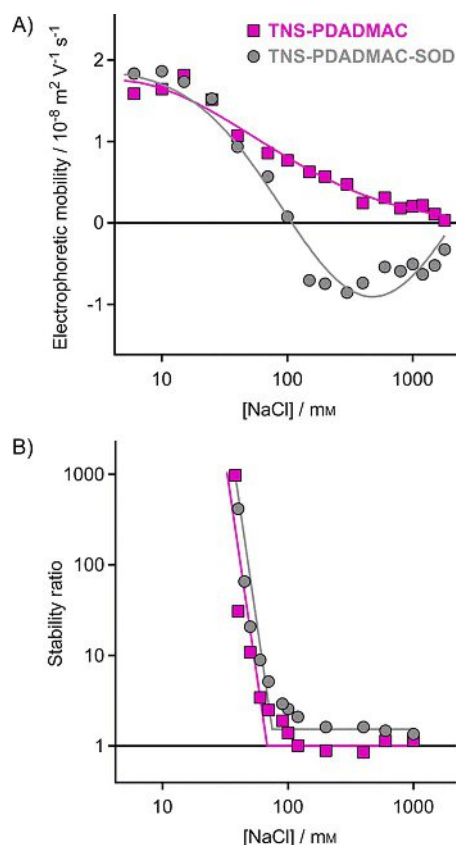 A)
TNS-PDADMAC
TNS-PDADMAC-SOD
Electrophoretic mobility / 10⁻⁸ m² V⁻¹ s⁻¹
2
1
0
-1
10
100
1000
[NaCl] / mM
B)
Stability ratio
1000
100
10
1
10
100
1000
[NaCl] / mM